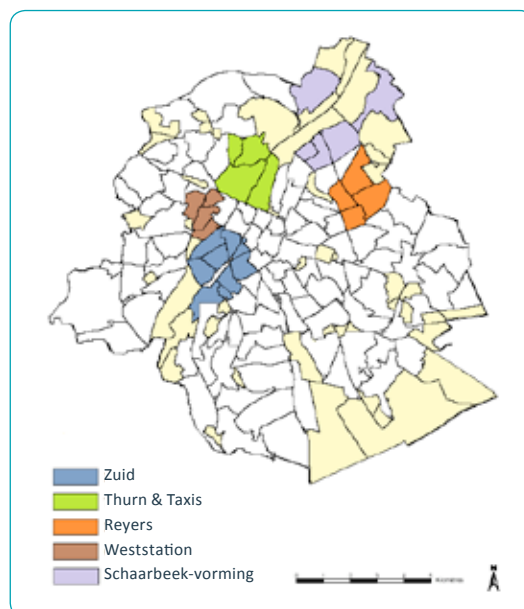 Zuid
Thurn & Taxis
Reyers
Weststation
Schaarbeek-vorming
N